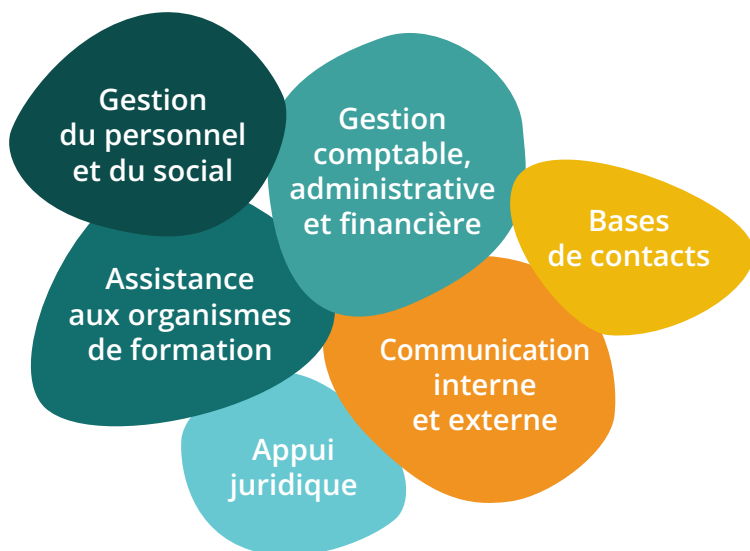 Gestion
du personnel
et du social
Gestion
comptable,
administrative
et financière
Bases
de contacts
Assistance
aux organismes
de formation
Communication
interne
et externe
Appui
juridique